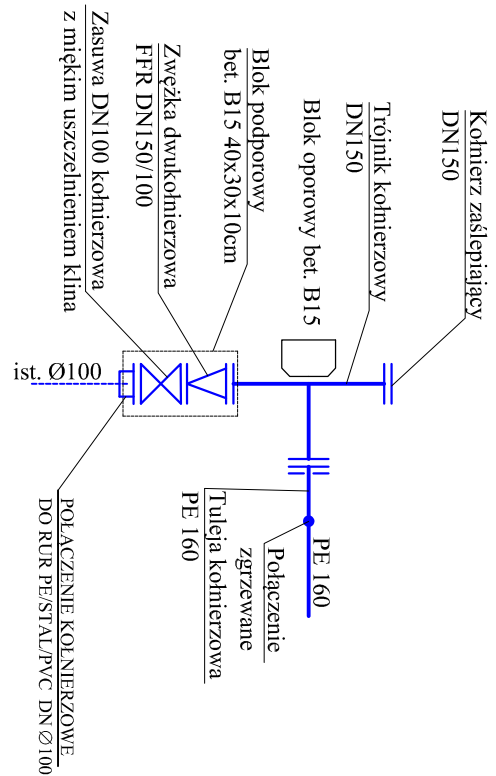 Zasuwa DN100 kołnierzowa
z miękim uszczelnieniem klina
Zwężka dwukołnierzowa
FFR DN150/100
Blok podporowy
bet. B15 40x30x10cm
Blok oporowy bet. B15
Trójnik kołnierzowy
DN150
Kołnierz zaślepiający
DN150
ist. Ø100
POŁACZENIE KOŁNIERZOWE
DO RUR PE/STAL/PVC DN Ø100
Tuleja kołnierzowa
PE 160
Połączenie
zgrzewane
PE 160